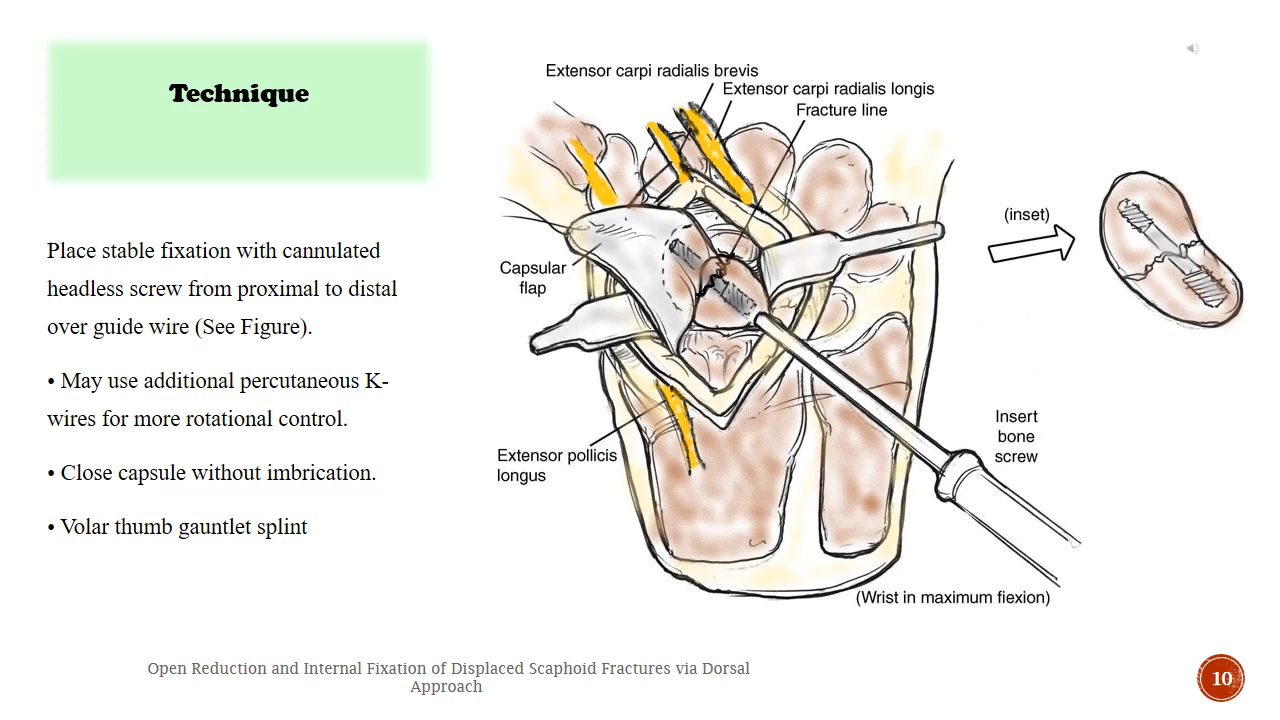 Technique
Place stable fixation with cannulated
headless screw from proximal to distal
over guide wire (See Figure).
• May use additional percutaneous K-
wires for more rotational control.
• Close capsule without imbrication.
• Volar thumb gauntlet splint
Extensor carpi radialis brevis
Extensor carpi radialis longis
Fracture line
(inset)
Capsular
flap
Insert
bone
screw
Extensor pollicis
longus
(Wrist in maximum fiexion)
Open Reduction and Internal Fixation of Displaced Scaphoid Fractures via Dorsal
Approach
10